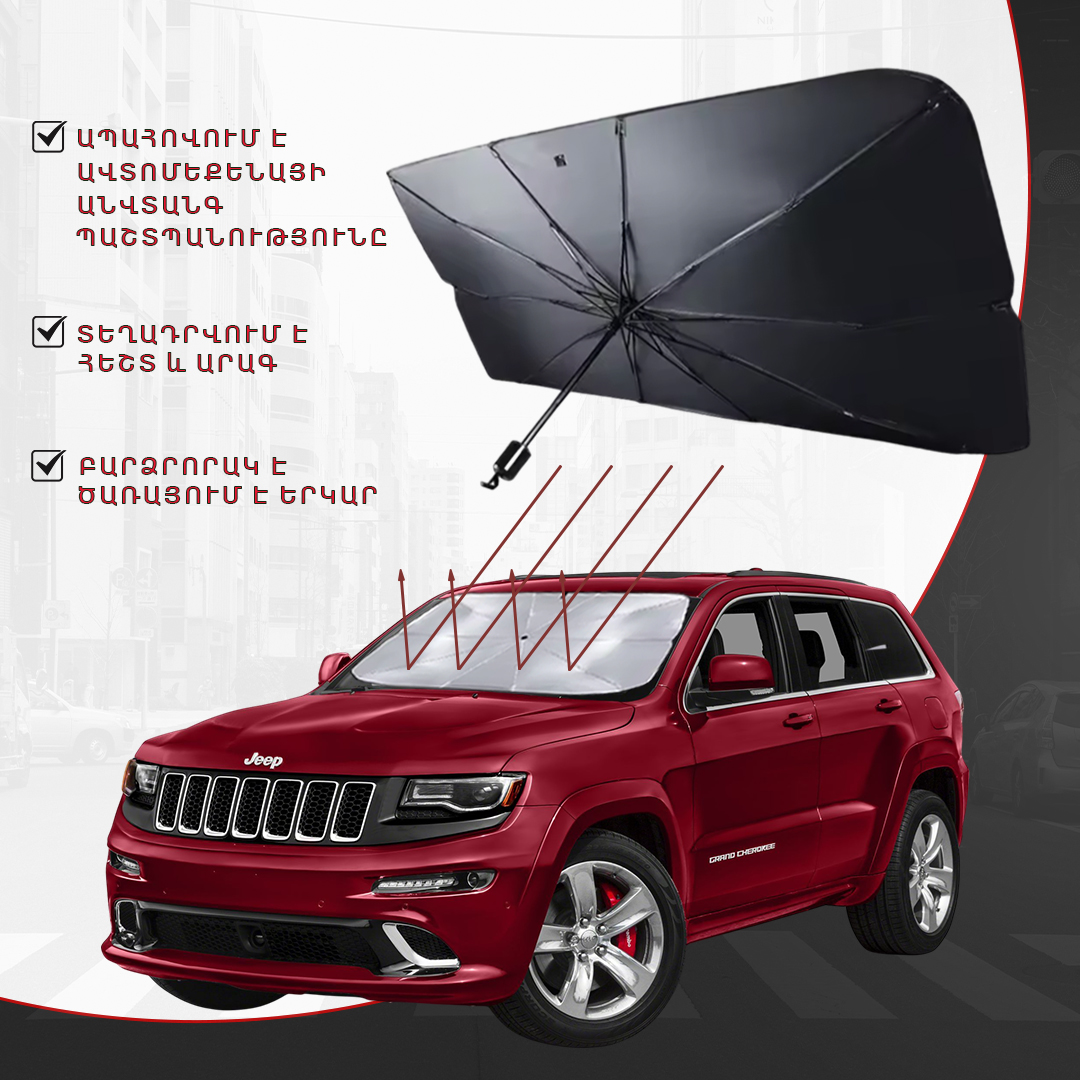 ԱՊԱՀՈՎՈՒՄ Է
ԱՎՏՈՄԵՔԵՆԱՅԻ
ԱՆՎՏԱՆԳ
ՊԱՇՏՊԱՆՈՒԹՅՈՒՆԸ
ՏԵՂԱԴՐՎՈՒՄ Է
ՀԵՇՏ և ԱՐԱԳ
ԲԱՐՁՐՈՐԱԿ Է
ԾԱՌԱՅՈՒՄ Է ԵՐԿԱՐ
Jeep
GRAND CHEROKEE